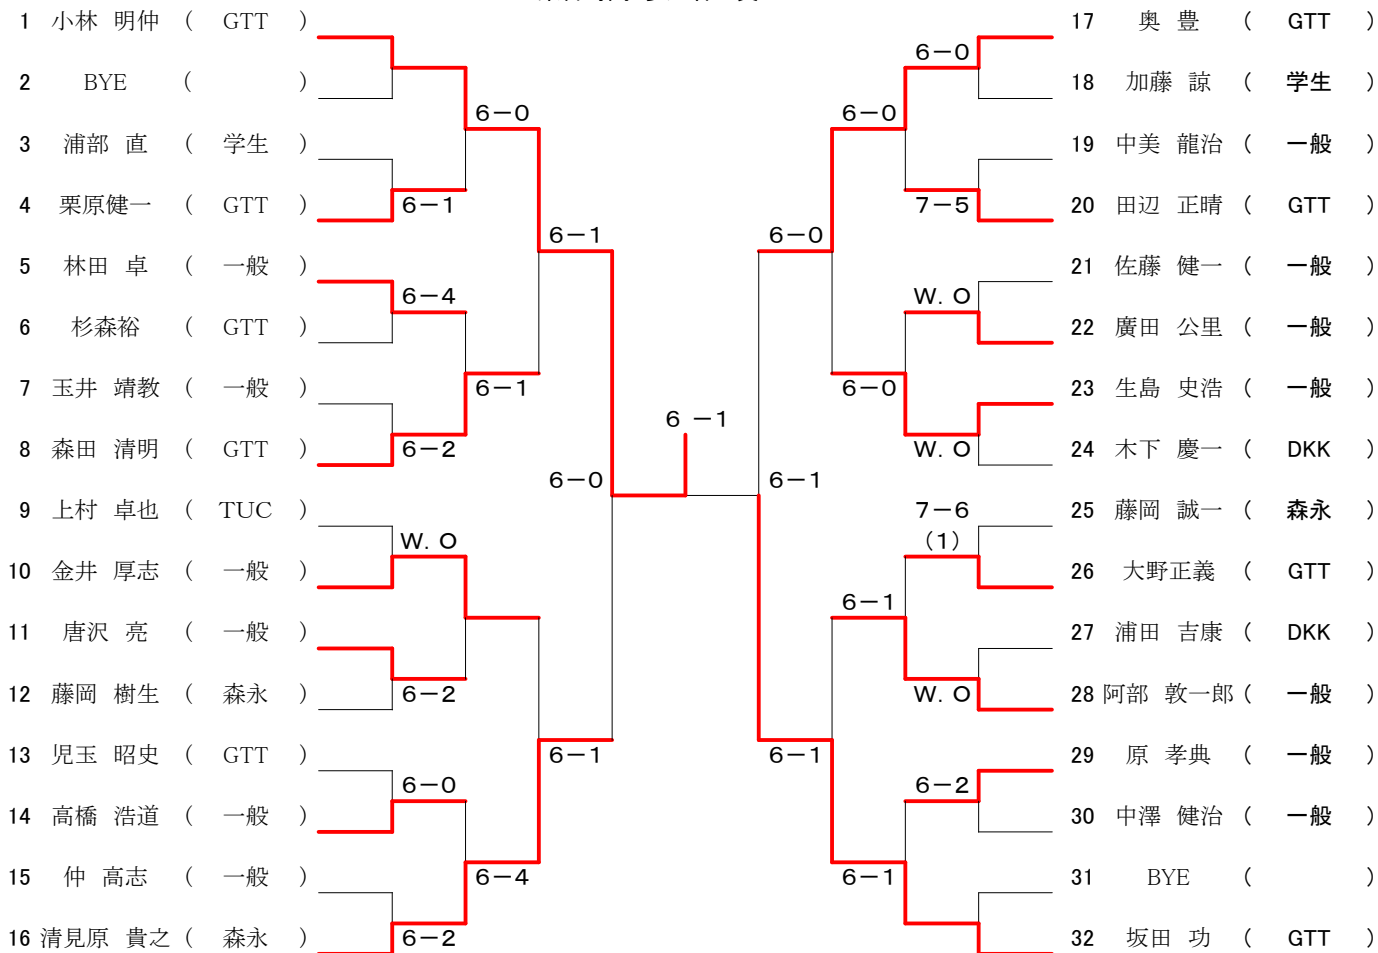 1 小林 明仲 ( GTT )
2 BYE ( )
3 浦部 直 ( 学生 )
4 栗原健一 ( GTT )
5 林田 卓 ( 一般 )
6 杉森裕 ( GTT )
7 玉井 靖教 ( 一般 )
8 森田 清明 ( GTT )
9 上村 卓也 ( TUC )
10 金井 厚志 ( 一般 )
11 唐沢 亮 ( 一般 )
12 藤岡 樹生 ( 森永 )
13 児玉 昭史 ( GTT )
14 高橋 浩道 ( 一般 )
15 仲 高志 ( 一般 )
16 清見原 貴之 ( 森永 )
6-1
6-4
6-2
W.O
6-2
6-0
6-2
6-0
6-1
6-4
6-1
6-1
6-0
6 -1
6-1
6-0
6-1
6-0
6-0
6-1
6-1
6-0
7-5
W.O
W.O
7-6
(1)
W.O
6-2
17 奥 豊 ( GTT )
18 加藤 諒 ( 学生 )
19 中美 龍治 ( 一般 )
20 田辺 正晴 ( GTT )
21 佐藤 健一 ( 一般 )
22 廣田 公里 ( 一般 )
23 生島 史浩 ( 一般 )
24 木下 慶一 ( DKK )
25 藤岡 誠一 ( 森永 )
26 大野正義 ( GTT )
27 浦田 吉康 ( DKK )
28 阿部 敦一郎 ( 一般 )
29 原 孝典 ( 一般 )
30 中澤 健治 ( 一般 )
31 BYE ( )
32 坂田 功 ( GTT )